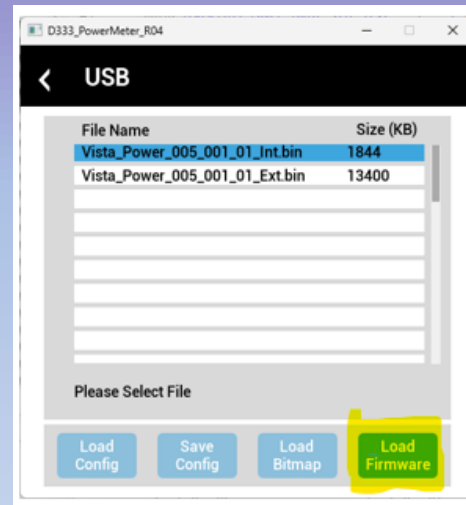 D333_PowerMeter_R04
USB
File Name Size (KB)
Vista_Power_005_001_01_Int.bin 1844
Vista_Power_005_001_01_Ext.bin 13400
Please Select File
Load Config
Save Config
Load Bitmap
Load Firmware